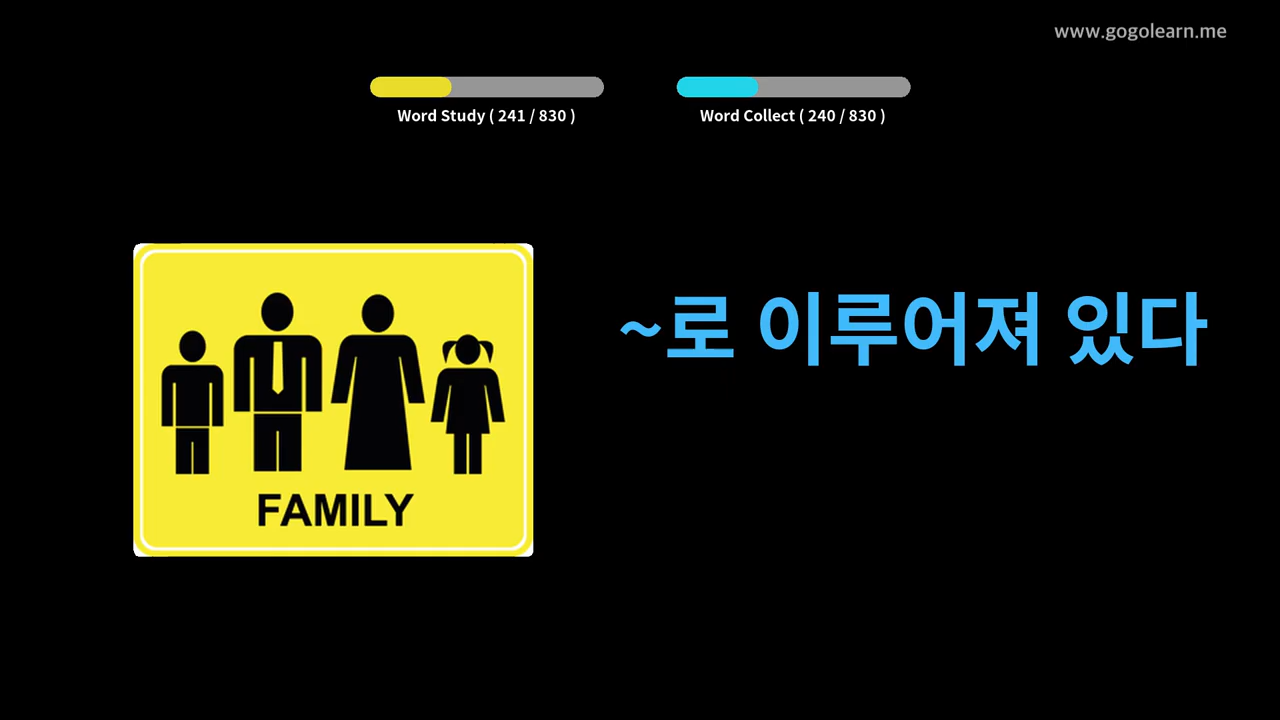 www.gogolearn.me
Word Study ( 241 / 830 )
Word Collect ( 240 / 830 )
~로 이루어져 있다
FAMILY